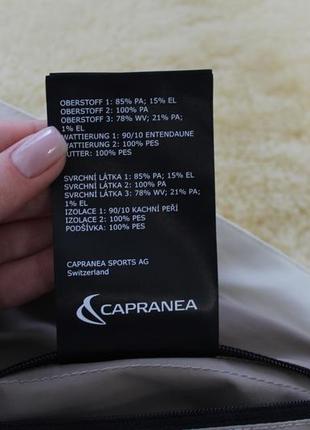 OBERSTOFF 1: 85% PA; 15% EL
OBERSTOFF 2: 100% PA
OBERSTOFF 3: 78% WV; 21% PA;
1% EL
WATTIERUNG 1: 90/10 ENTENDAUNE
WATTIERUNG 2: 100% PES
UTTER: 100% PES
SVRCHNÍ LÁTKA 1: 85% PA; 15% EL
SVRCHNÍ LÁTKA 2: 100% PA
SVRCHNÍ LÁTKA 3: 78% WV; 21% PA;
1% EL
IZOLACE 1: 90/10 KACHNÍ PEŘÍ
IZOLACE 2: 100% PES
PODŠÍVKA: 100% PES
CAPRANEA SPORTS AG
Switzerland
CAPRANEA